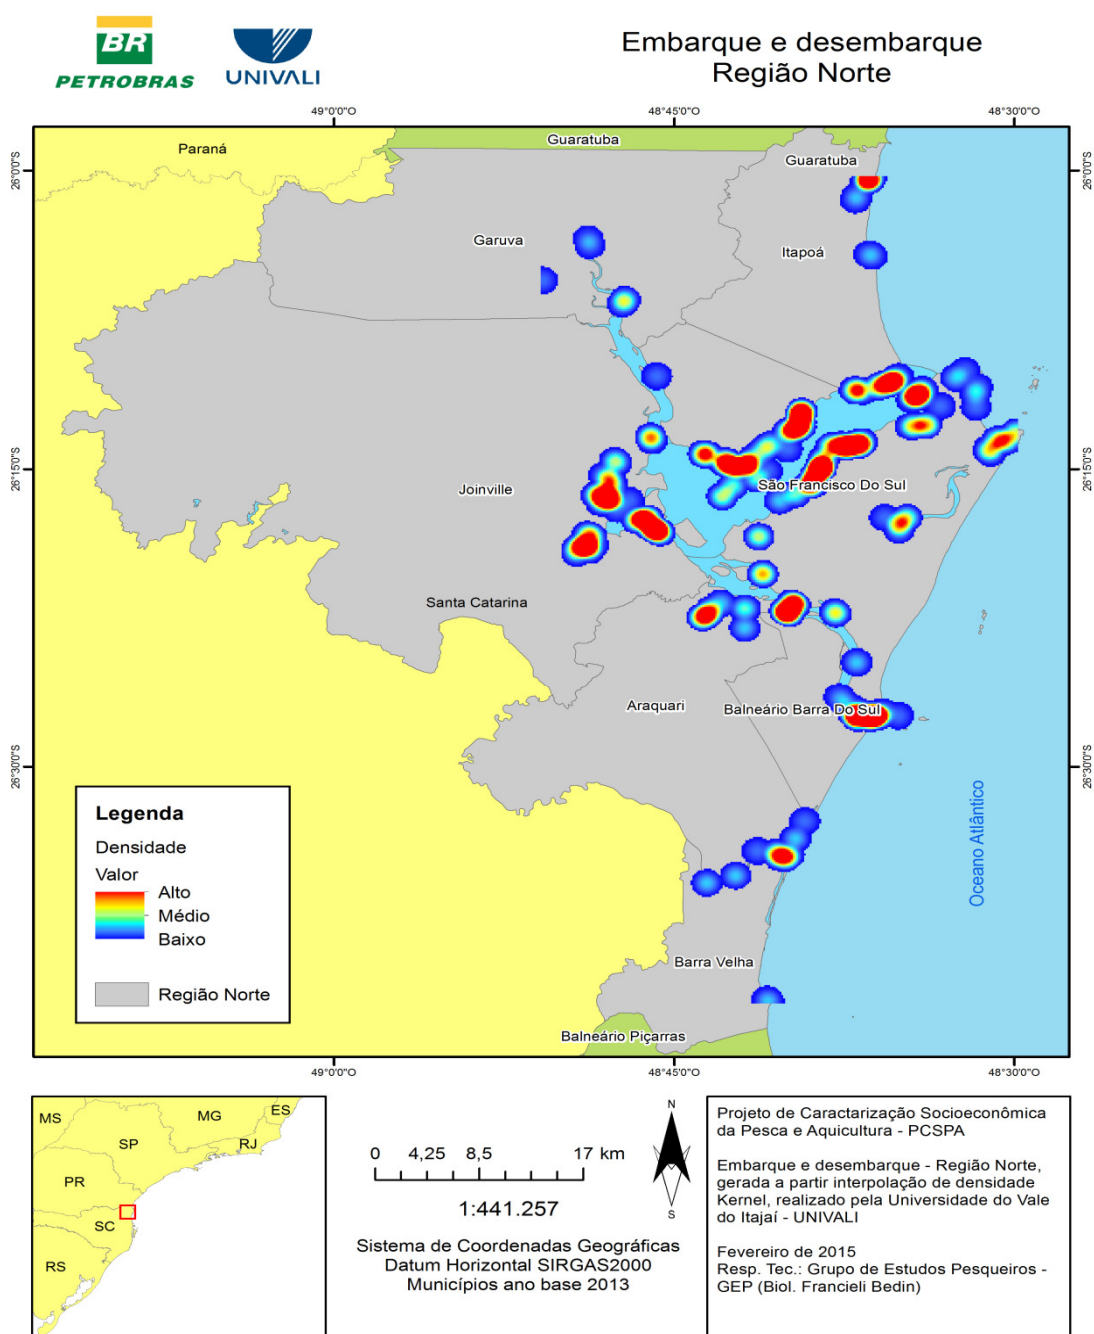 BR
PETROBRAS
UNIVALI
Embarque e desembarque
Região Norte
49°0'0"O
48°45'0"O
48°30'0"O
26°0'0"S
26°15'0"S
26°30'0"S
26°0'0"S
26°15'0"S
26°30'0"S
Paraná
Guaratuba
Guaratuba
Garuva
Itapoá
Joinville
São Francisco Do Sul
Santa Catarina
Araquari
Balneário Barra Do Sul
Oceano Atlântico
Barra Velha
Balneário Piçarras
Legenda
Densidade
Valor
Alto
Médio
Baixo
Região Norte
49°0'0"O
48°45'0"O
48°30'0"O
MS
MG
ES
SP
RJ
PR
SC
RS
0 4,25 8,5 17 km
1:441.257
N
S
Sistema de Coordenadas Geográficas
Datum Horizontal SIRGAS2000
Municípios ano base 2013
Projeto de Caractarização Socioeconômica
da Pesca e Aquicultura - PCSPA
Embarque e desembarque - Região Norte,
gerada a partir interpolação de densidade
Kernel, realizado pela Universidade do Vale
do Itajaí - UNIVALI
Fevereiro de 2015
Resp. Tec.: Grupo de Estudos Pesqueiros -
GEP (Biol. Francieli Bedin)